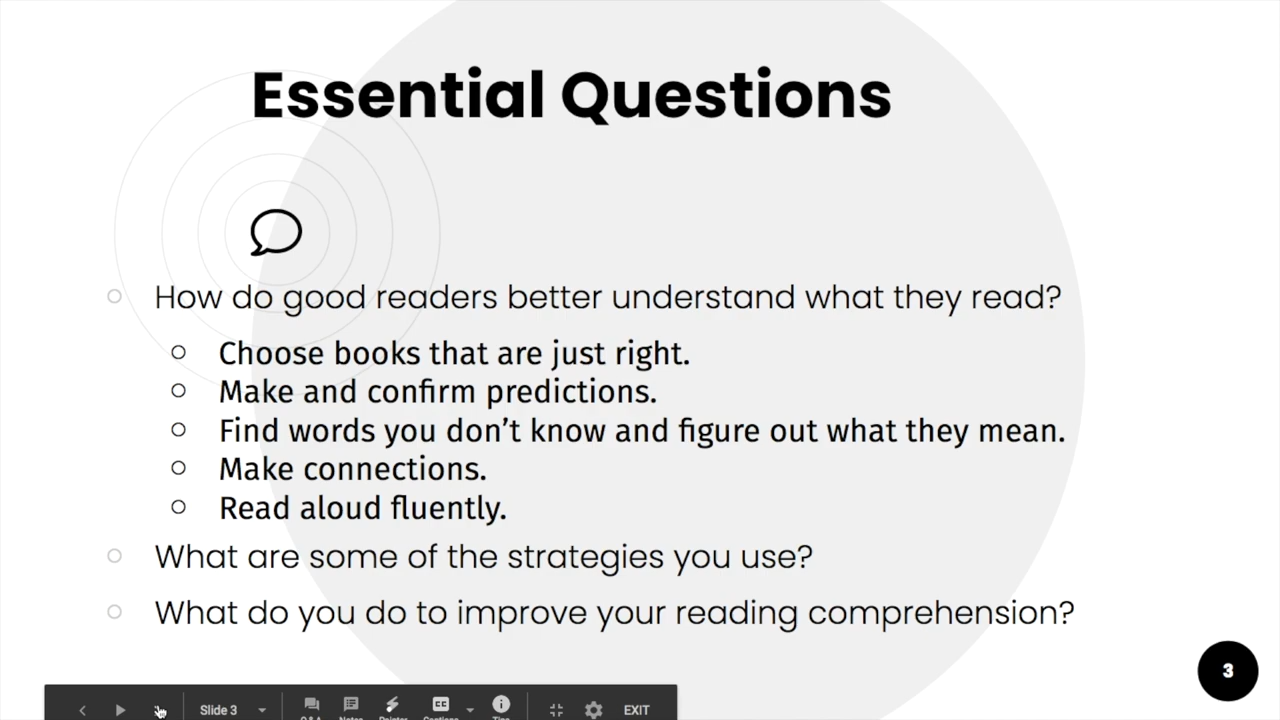 Essential Questions
How do good readers better understand what they read?
Choose books that are just right.
Make and confirm predictions.
Find words you don’t know and figure out what they mean.
Make connections.
Read aloud fluently.
What are some of the strategies you use?
What do you do to improve your reading comprehension?
3
Slide 3
EXIT